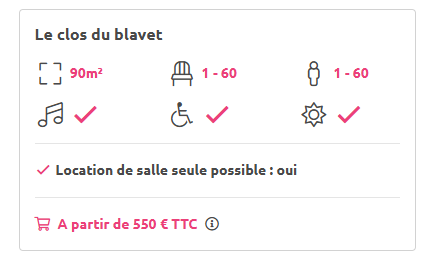 Le clos du blavet
90m²
1 - 60
1 - 60
Location de salle seule possible : oui
A partir de 550 € TTC